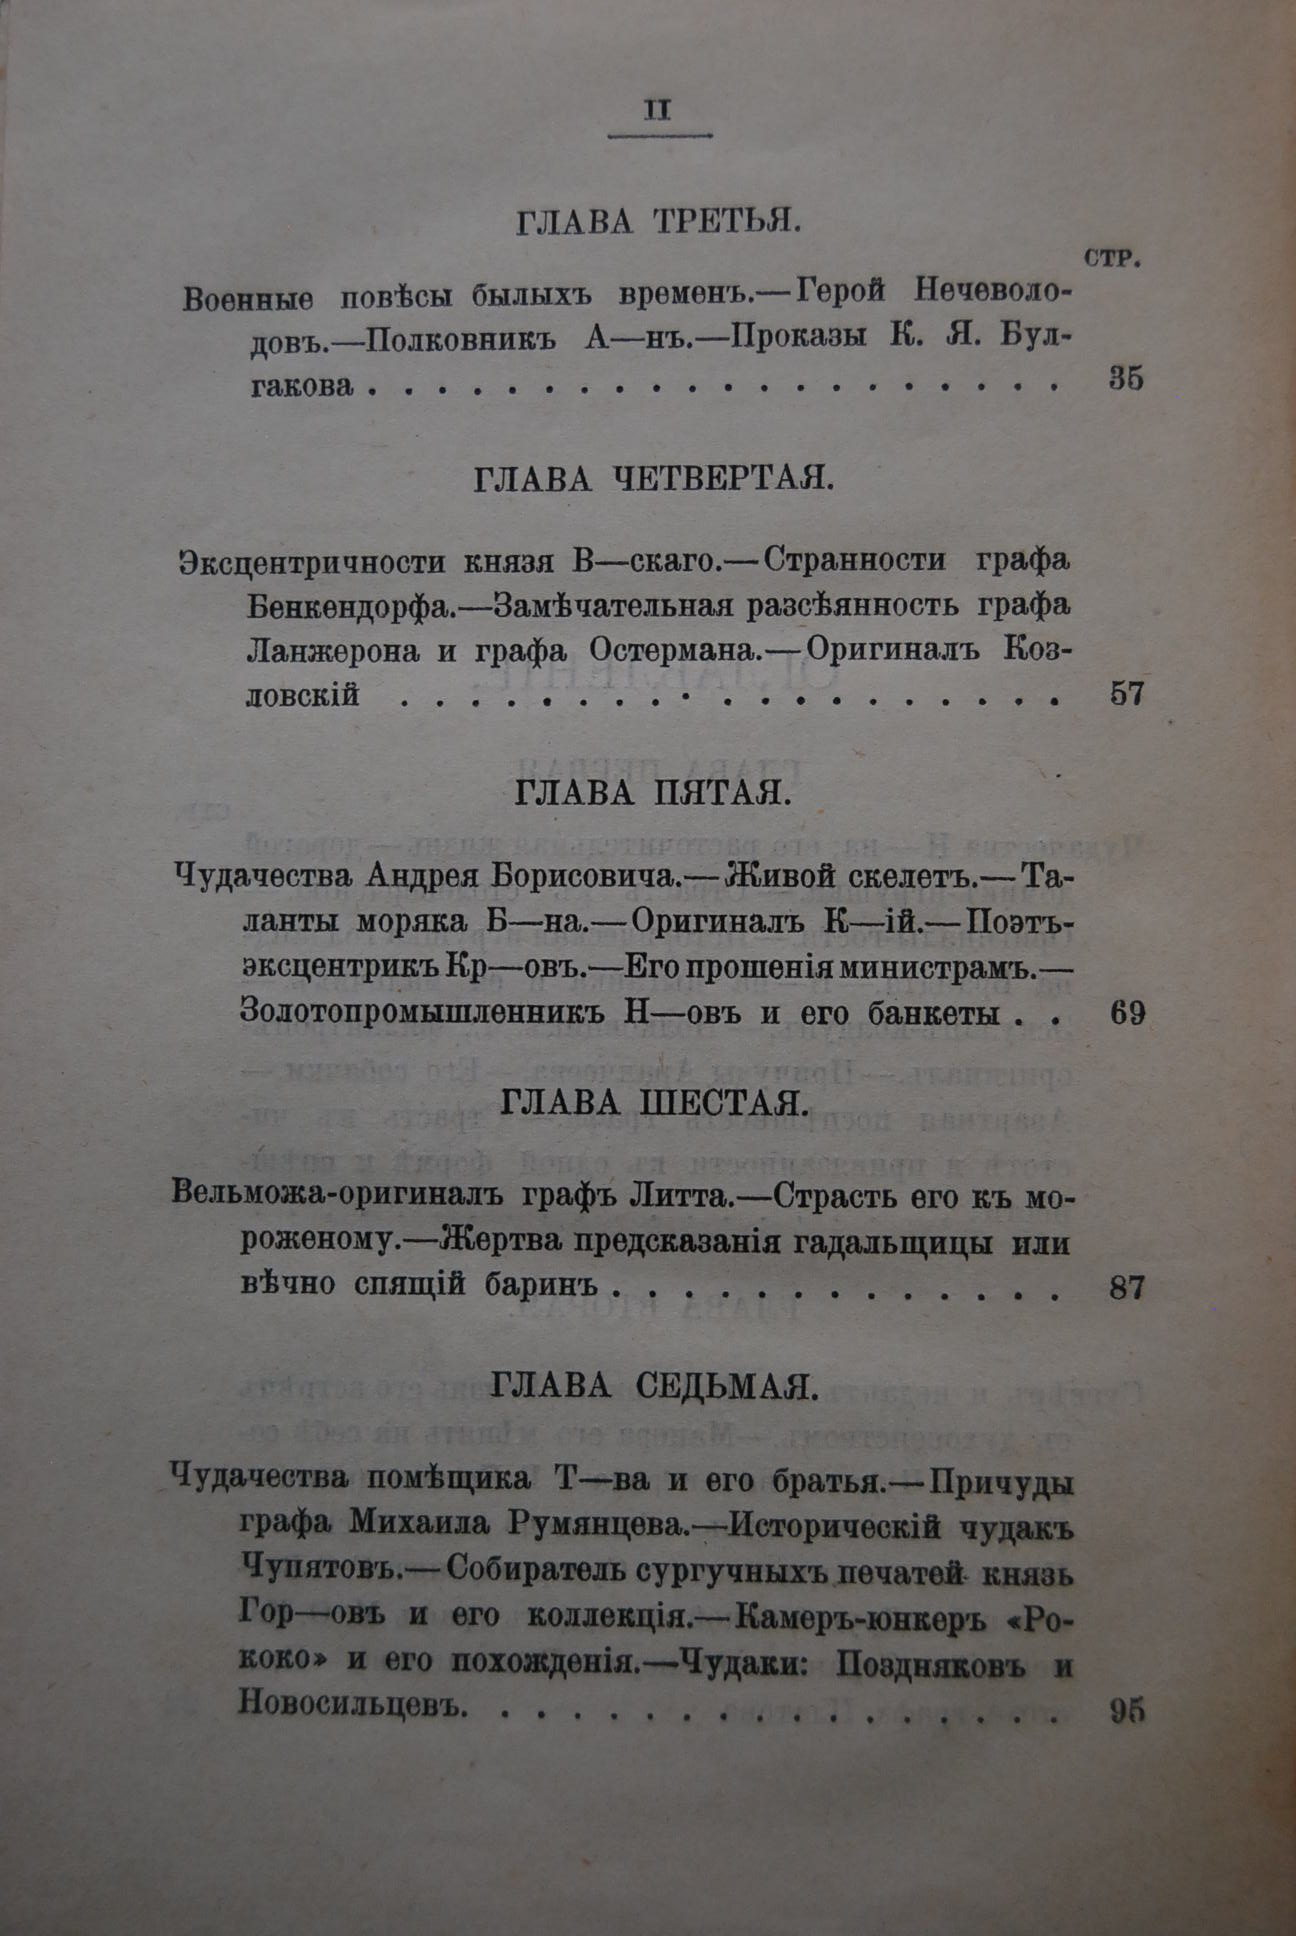 II
ГЛАВА ТРЕТЬЯ.
СТР.
Военные повѣсы былыхъ временъ.—Герой Нечеволо-
довъ.—Полковникъ А—нъ.—Проказы К. Я. Бул-
гакова . . . . . . . . . . . . . . . . . . . . 35
ГЛАВА ЧЕТВЕРТАЯ.
Эксцентричности князя В—скаго.—Странности графа
Бенкендорфа.—Замѣчательная разсѣянность графа
Ланжерона и графа Остермана.—Оригиналъ Коз-
ловскій . . . . . . . . . . . . . . . . . . . 57
ГЛАВА ПЯТАЯ.
Чудачества Андрея Борисовича.—Живой скелетъ.—Та-
ланты моряка Б—на.—Оригиналъ К—ій.—Поэтъ-
эксцентрикъ Кр—овъ.—Его прошенія министрамъ.—
Золотопромышленникъ Н—овъ и его банкеты . . 69
ГЛАВА ШЕСТАЯ.
Вельможа-оригиналъ графъ Литта.—Страсть его къ мо-
роженому.—Жертва предсказанія гадальщицы или
вѣчно спящій баринъ . . . . . . . . . . . . . 87
ГЛАВА СЕДЬМАЯ.
Чудачества помѣщика Т—ва и его братья.—Причуды
графа Михаила Румянцева.—Историческій чудакъ
Чупятовъ.—Собиратель сургучныхъ печатей князь
Гор—овъ и его коллекція.—Камеръ-юнкеръ «Ро-
коко» и его похожденія.—Чудаки: Поздняковъ и
Новосильцевъ. . . . . . . . . . . . . . . . . 95